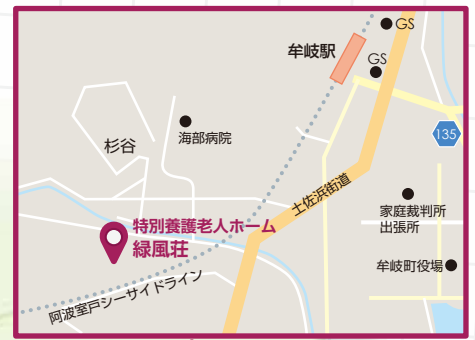 GS
牟岐駅
GS
135
海部病院
杉谷
土佐浜街道
家庭裁判所
出張所
特別養護老人ホーム
緑風荘
牟岐町役場
阿波室戸シーサイドライン